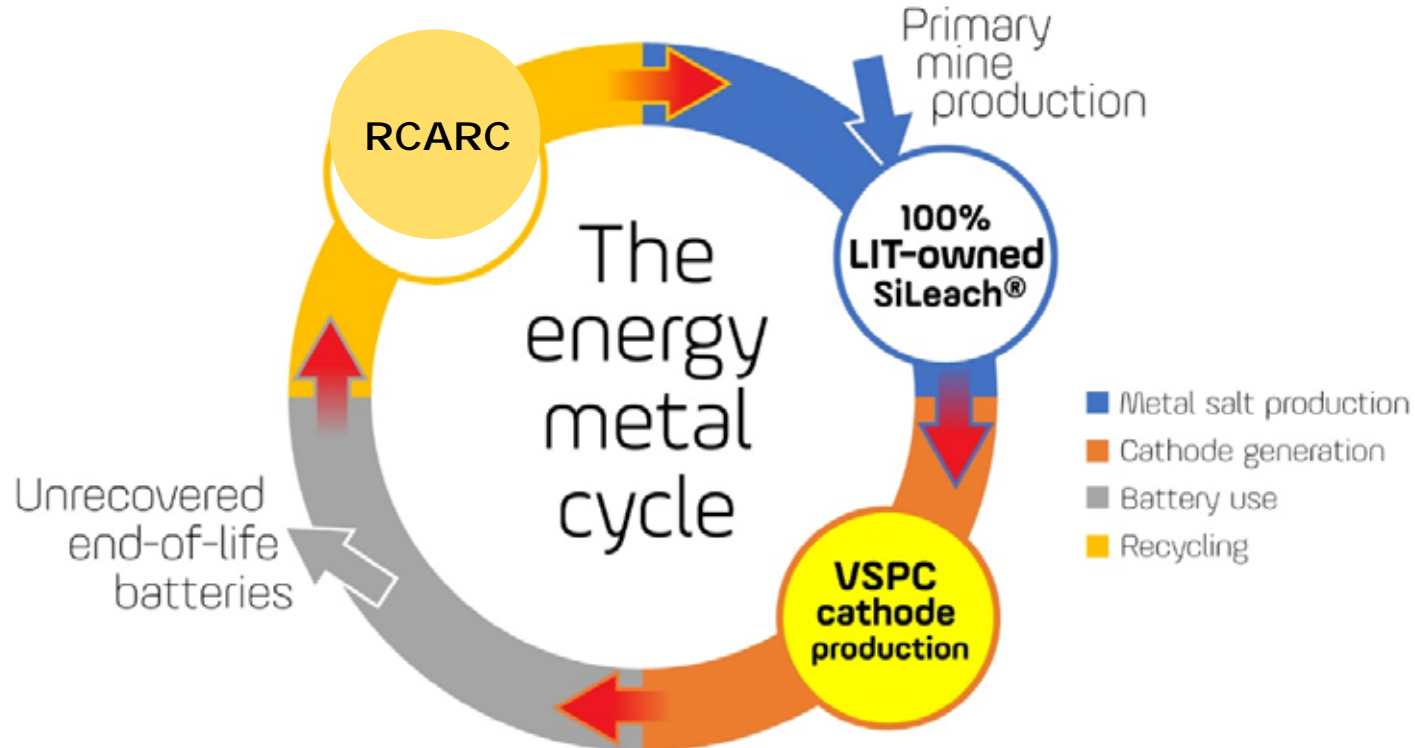 RCARC
Primary
mine
production
100%
LIT-owned
SiLeach®
The
energy
metal
cycle
Metal salt production
Cathode generation
Battery use
Recycling
Unrecovered
end-of-life
batteries
VSPC
cathode
production